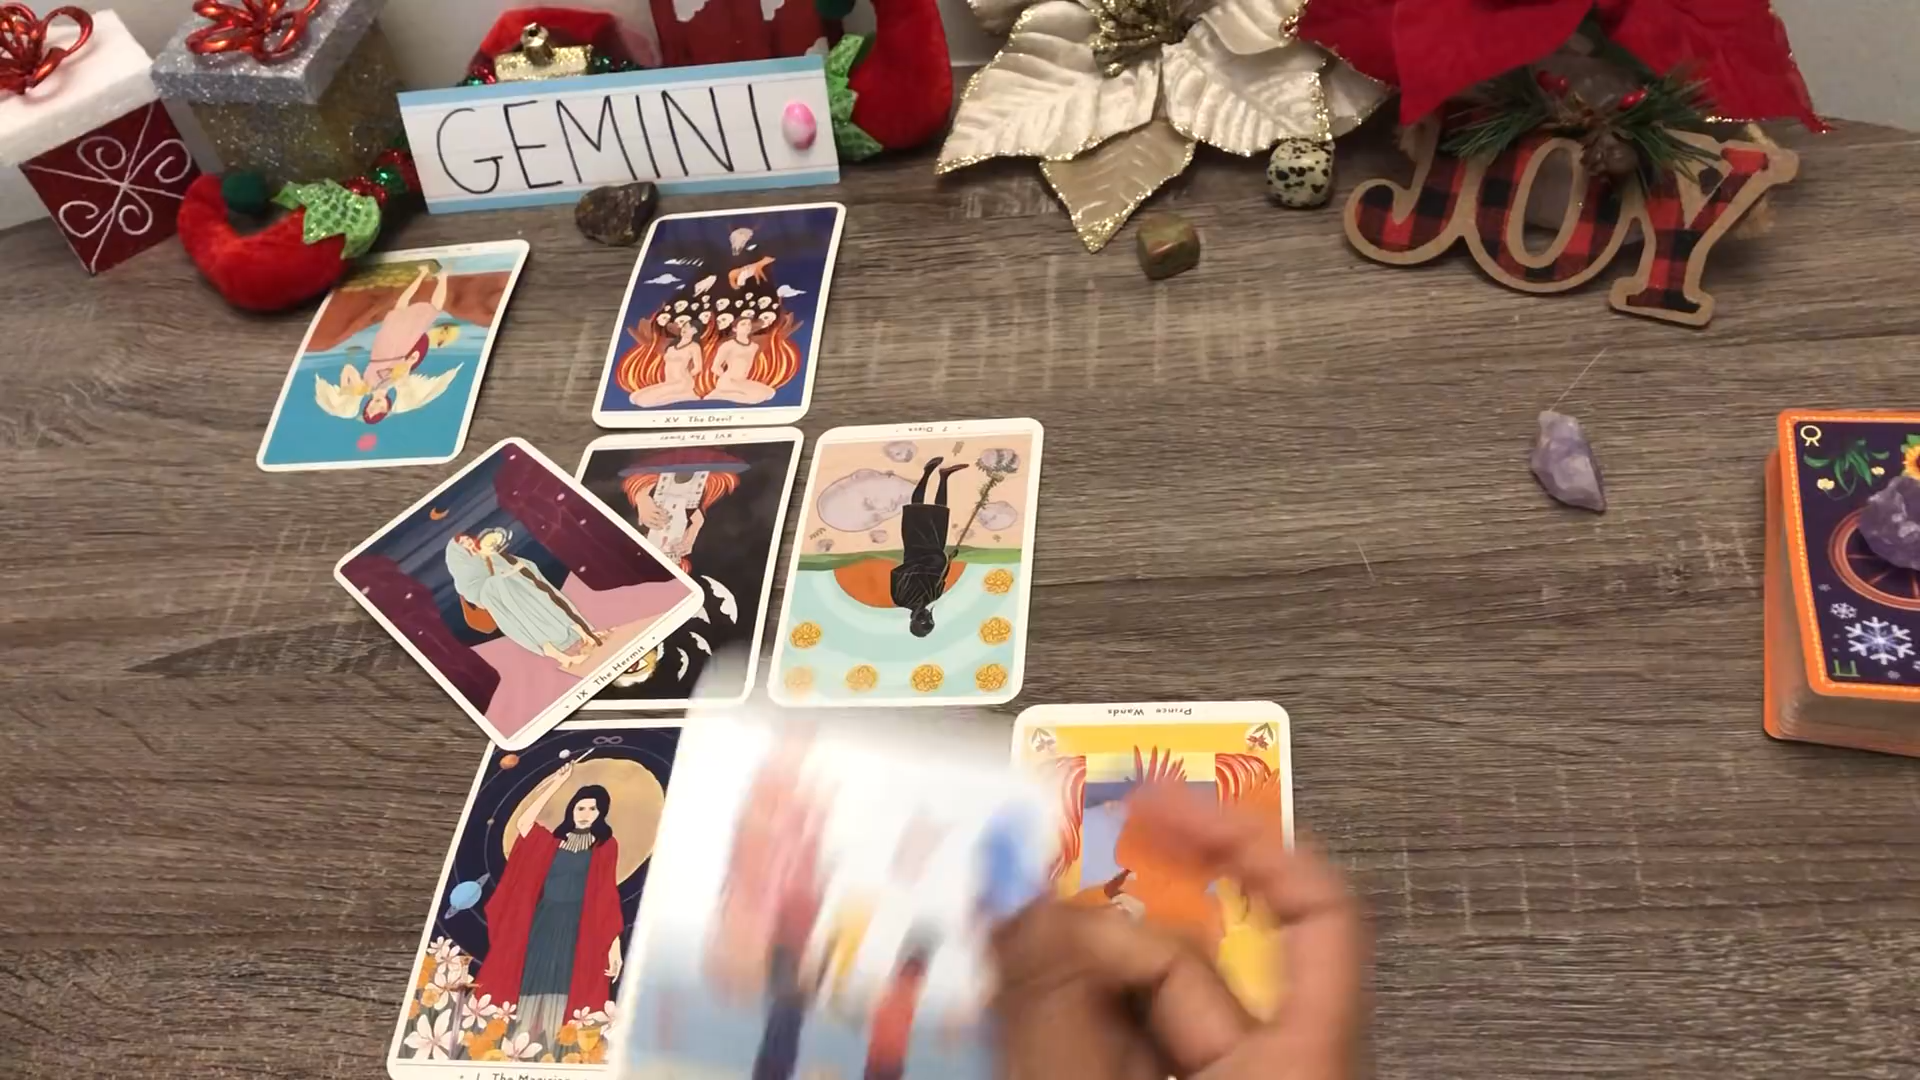 GEMINI
JOY
XV The Devil
XVI The Tower
7 Discs
IX The Hermit
Prince Wands
I The Magician